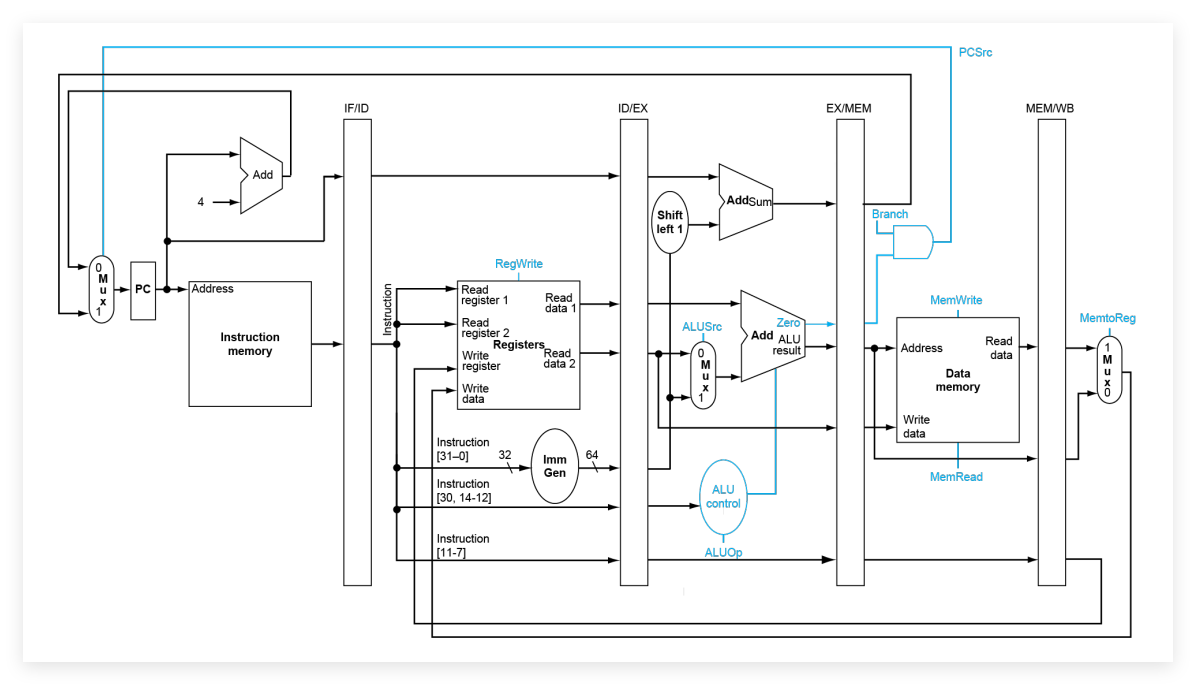 PCSrc
IF/ID
ID/EX
EX/MEM
MEM/WB
Add
4
Add
Sum
Shift
left 1
Branch
0
M
u
x
1
PC
Address
Instruction
memory
Instruction
RegWrite
Read
register 1
Read
register 2
Write
register
Write
data
Registers
Read
data 1
Read
data 2
ALUSrc
0
M
u
x
1
Add
Zero
ALU
result
MemWrite
Address
Read
data
Data
memory
Write
data
MemRead
MemtoReg
1
M
u
x
0
Instruction
[31–0]
32
Imm
Gen
64
Instruction
[30, 14-12]
ALU
control
ALUOp
Instruction
[11-7]